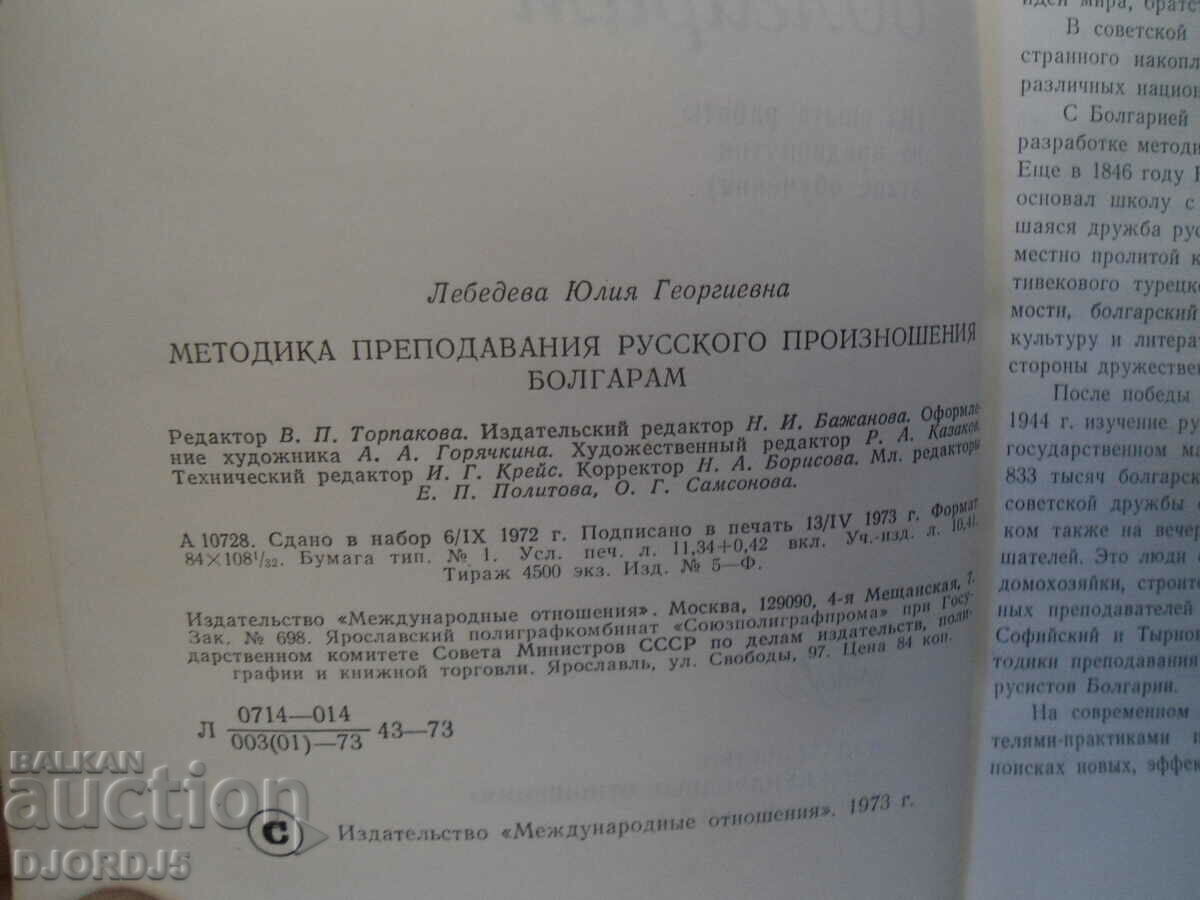 Лебедева Юлия Георгиевна
МЕТОДИКА ПРЕПОДАВАНИЯ РУССКОГО ПРОИЗНОШЕНИЯ
БОЛГАРАМ
Редактор В. П. Торпакова. Издательский редактор Н. И. Бажанова. Оформле-
ние художника А. А. Горячкина. Художественный редактор Р. А. Казаков.
Технический редактор И. Г. Крейс. Корректор Н. А. Борисова. Мл. редакторы
Е. П. Политова, О. Г. Самсонова.
А 10728. Сдано в набор 6/IX 1972 г. Подписано в печать 13/IV 1973 г. Формат
84×108¹/₃₂. Бумага тип. № 1. Усл. печ. л. 11,34+0,42 вкл. Уч.-изд. л. 10,41.
Тираж 4500 экз. Изд. № 5—Ф.
Издательство «Международные отношения». Москва, 129090, 4-я Мещанская, 7.
Зак. № 698. Ярославский полиграфкомбинат «Союзполиграфпрома» при Госу-
дарственном комитете Совета Министров СССР по делам издательств, поли-
графии и книжной торговли. Ярославль, ул. Свободы, 97. Цена 84 коп.
Л 0714—014
003(01)—73 43—73
© Издательство «Международные отношения». 1973 г.
идей мира, братс
В советской
странного накопл
различных национ
С Болгарией
разработке методи
Еще в 1846 году
основал школу с
шаяся дружба рус
местно пролитой к
тивекового турецко
мости, болгарский
культуру и литерат
стороны дружествен
После победы
1944 г. изучение ру
государственном ма
833 тысяч болгарск
советской дружбы
ком также на вечер
шателей. Это люди
домохозяйки, строите
ных преподавателей
Софийский и Тырнов
тодики преподавания
русистов Болгарии.
На современном
телями-практиками
поисках новых, эффек
BALKAN
auction
DJORDJ5